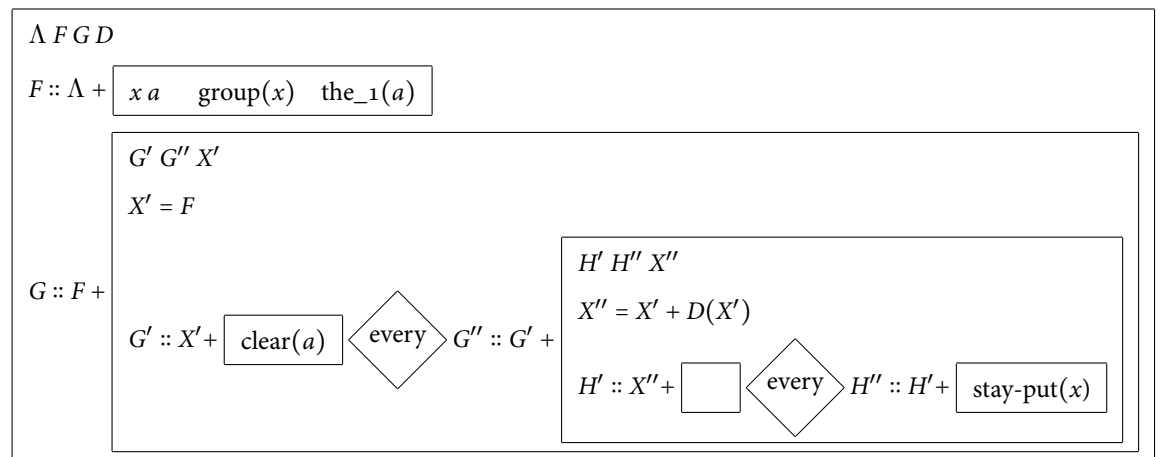 Λ F G D
F :: Λ + x a group(x) the_1(a)
G′ G″ X′
X′ = F
G :: F +
G′ :: X′+ clear(a) every G″ :: G′ +
H′ H″ X″
X″ = X′ + D(X′)
H′ :: X″+ every H″ :: H′+ stay-put(x)